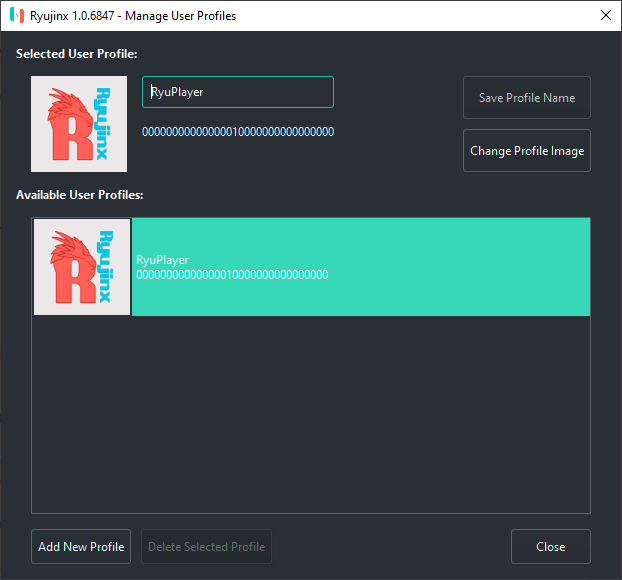 Ryujinx 1.0.6847 - Manage User Profiles
Selected User Profile:
R
Ryujinx
RyuPlayer
00000000000000010000000000000000
Save Profile Name
Change Profile Image
Available User Profiles:
R
Ryujinx
RyuPlayer
00000000000000010000000000000000
Add New Profile
Delete Selected Profile
Close